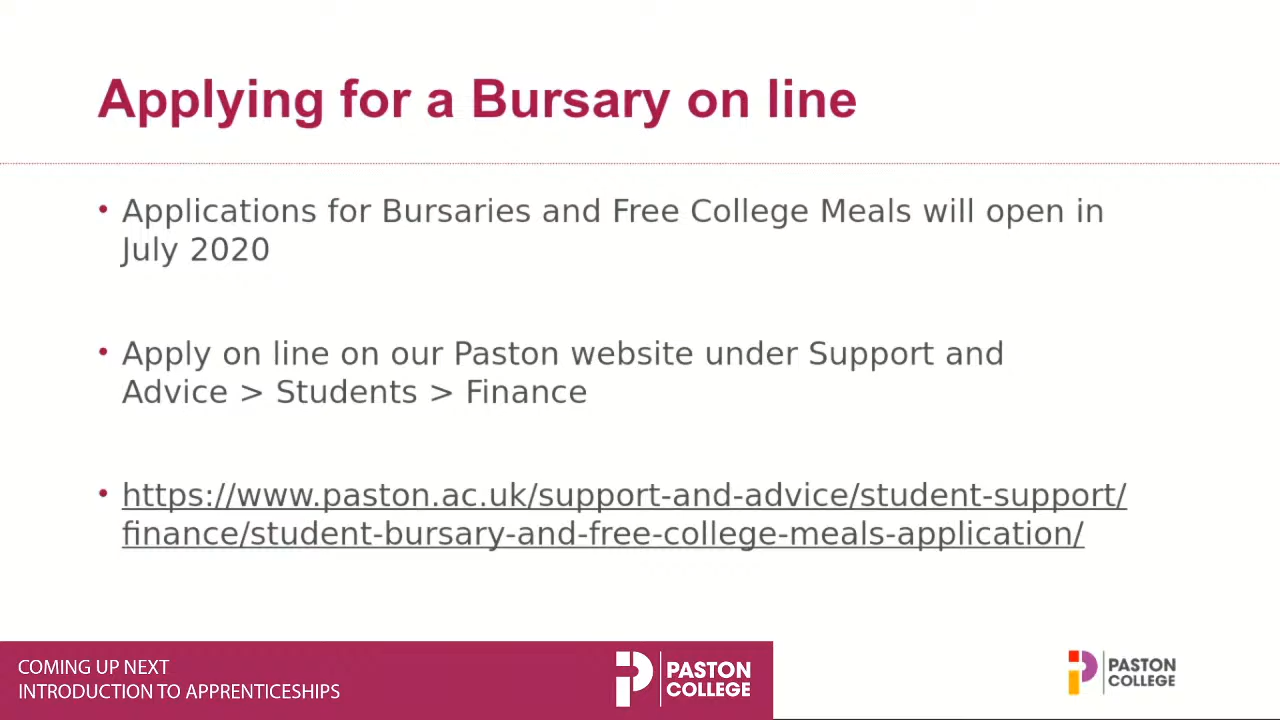 Applying for a Bursary on line
• Applications for Bursaries and Free College Meals will open in
July 2020
• Apply on line on our Paston website under Support and
Advice > Students > Finance
• https://www.paston.ac.uk/support-and-advice/student-support/
finance/student-bursary-and-free-college-meals-application/
COMING UP NEXT
INTRODUCTION TO APPRENTICESHIPS
PASTON
COLLEGE
PASTON
COLLEGE